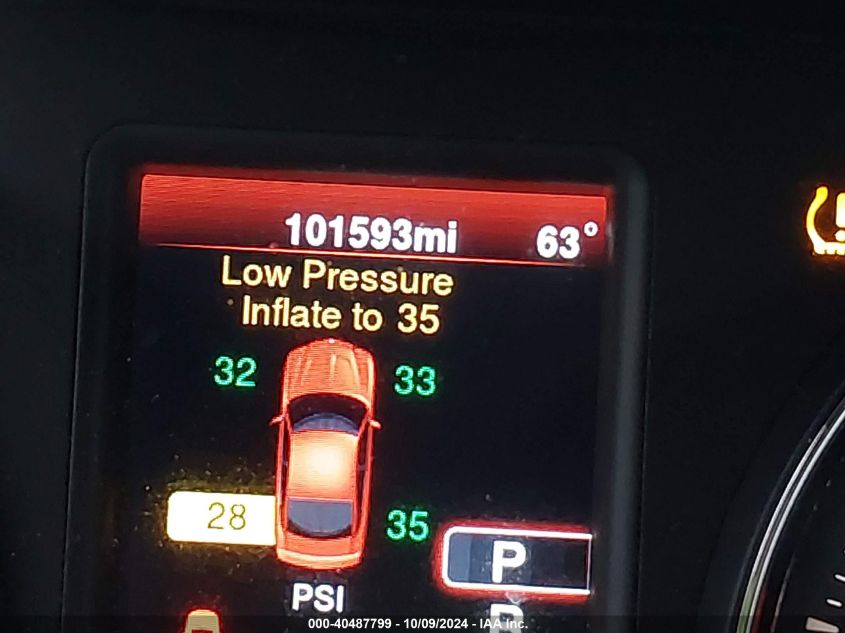 101593mi 63°
Low Pressure
Inflate to 35
32 33
28 35
P
PSI
000-40487799 - 10/09/2024 - IAA Inc.